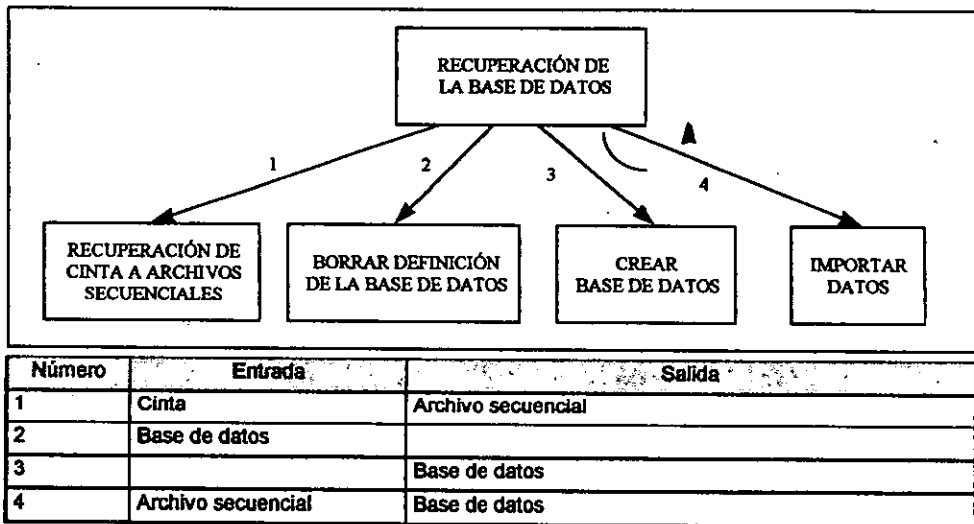 RECUPERACIÓN DE
LA BASE DE DATOS
1
2
3
4
RECUPERACIÓN DE
CINTA A ARCHIVOS
SECUENCIALES
BORRAR DEFINICIÓN
DE LA BASE DE DATOS
CREAR
BASE DE DATOS
IMPORTAR
DATOS
Número Entrada Salida
1 Cinta Archivo secuencial
2 Base de datos
3 Base de datos
4 Archivo secuencial Base de datos